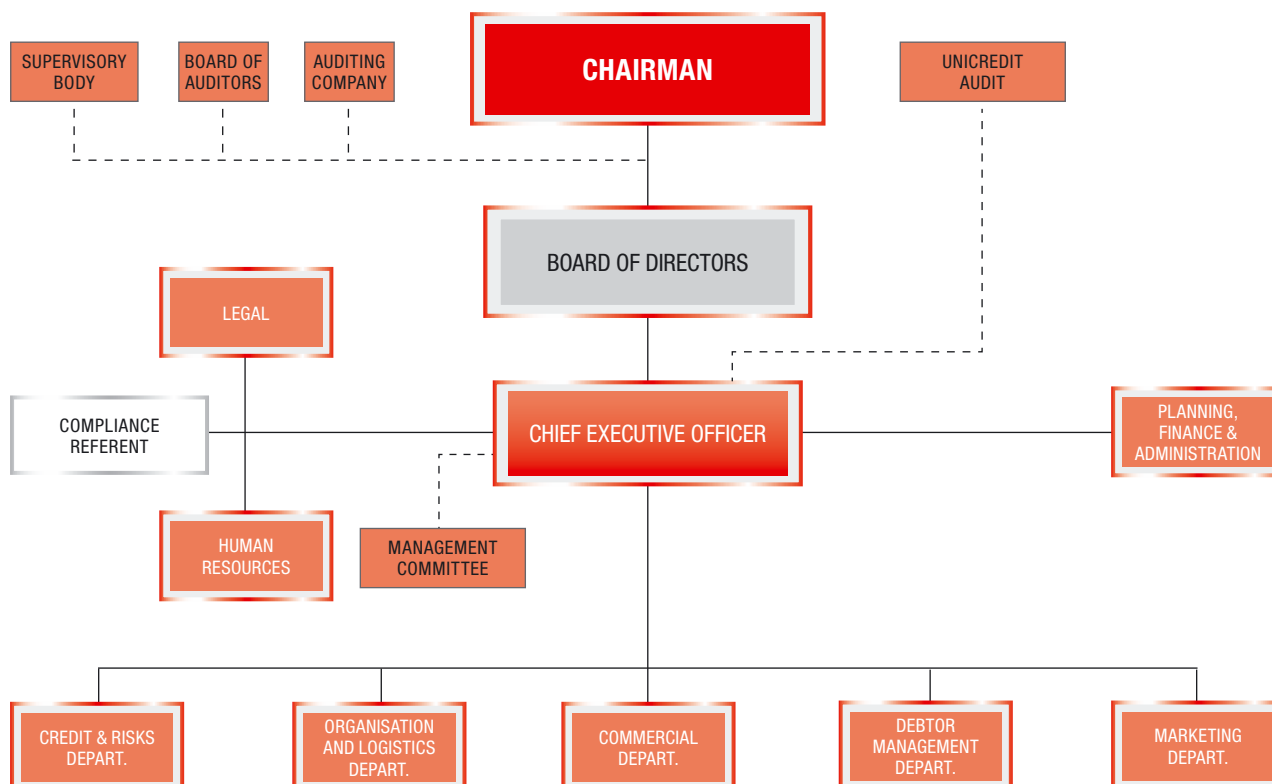 SUPERVISORY
BODY
BOARD OF
AUDITORS
AUDITING
COMPANY
CHAIRMAN
UNICREDIT
AUDIT
BOARD OF DIRECTORS
LEGAL
COMPLIANCE
REFERENT
CHIEF EXECUTIVE OFFICER
PLANNING,
FINANCE &
ADMINISTRATION
HUMAN
RESOURCES
MANAGEMENT
COMMITTEE
CREDIT & RISKS
DEPART.
ORGANISATION
AND LOGISTICS
DEPART.
COMMERCIAL
DEPART.
DEBTOR
MANAGEMENT
DEPART.
MARKETING
DEPART.